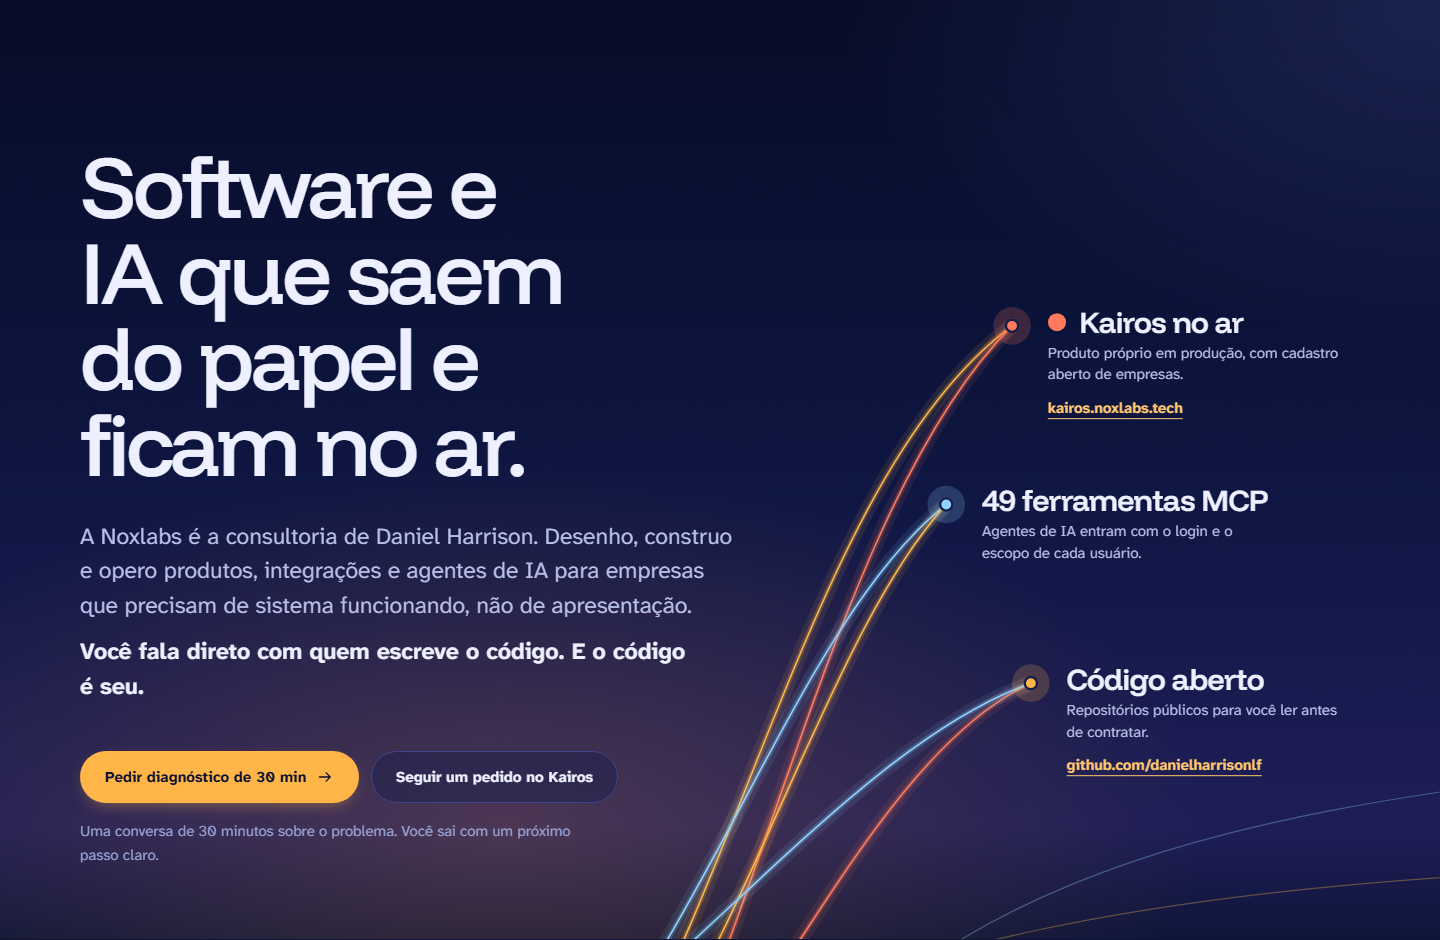 Software e
IA que saem
do papel e
ficam no ar.
A Noxlabs é a consultoria de Daniel Harrison. Desenho, construo
e opero produtos, integrações e agentes de IA para empresas
que precisam de sistema funcionando, não de apresentação.
Você fala direto com quem escreve o código. E o código
é seu.
Pedir diagnóstico de 30 min →
Seguir um pedido no Kairos
Uma conversa de 30 minutos sobre o problema. Você sai com um próximo
passo claro.
Kairos no ar
Produto próprio em produção, com cadastro
aberto de empresas.
kairos.noxlabs.tech
49 ferramentas MCP
Agentes de IA entram com o login e o
escopo de cada usuário.
Código aberto
Repositórios públicos para você ler antes
de contratar.
github.com/danielharrisonlf